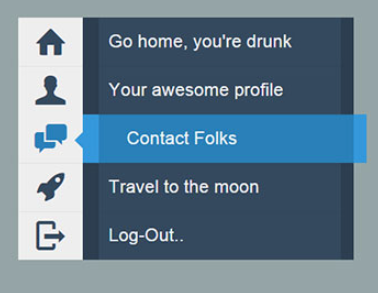 Go home, you're drunk
Your awesome profile
Contact Folks
Travel to the moon
Log-Out..